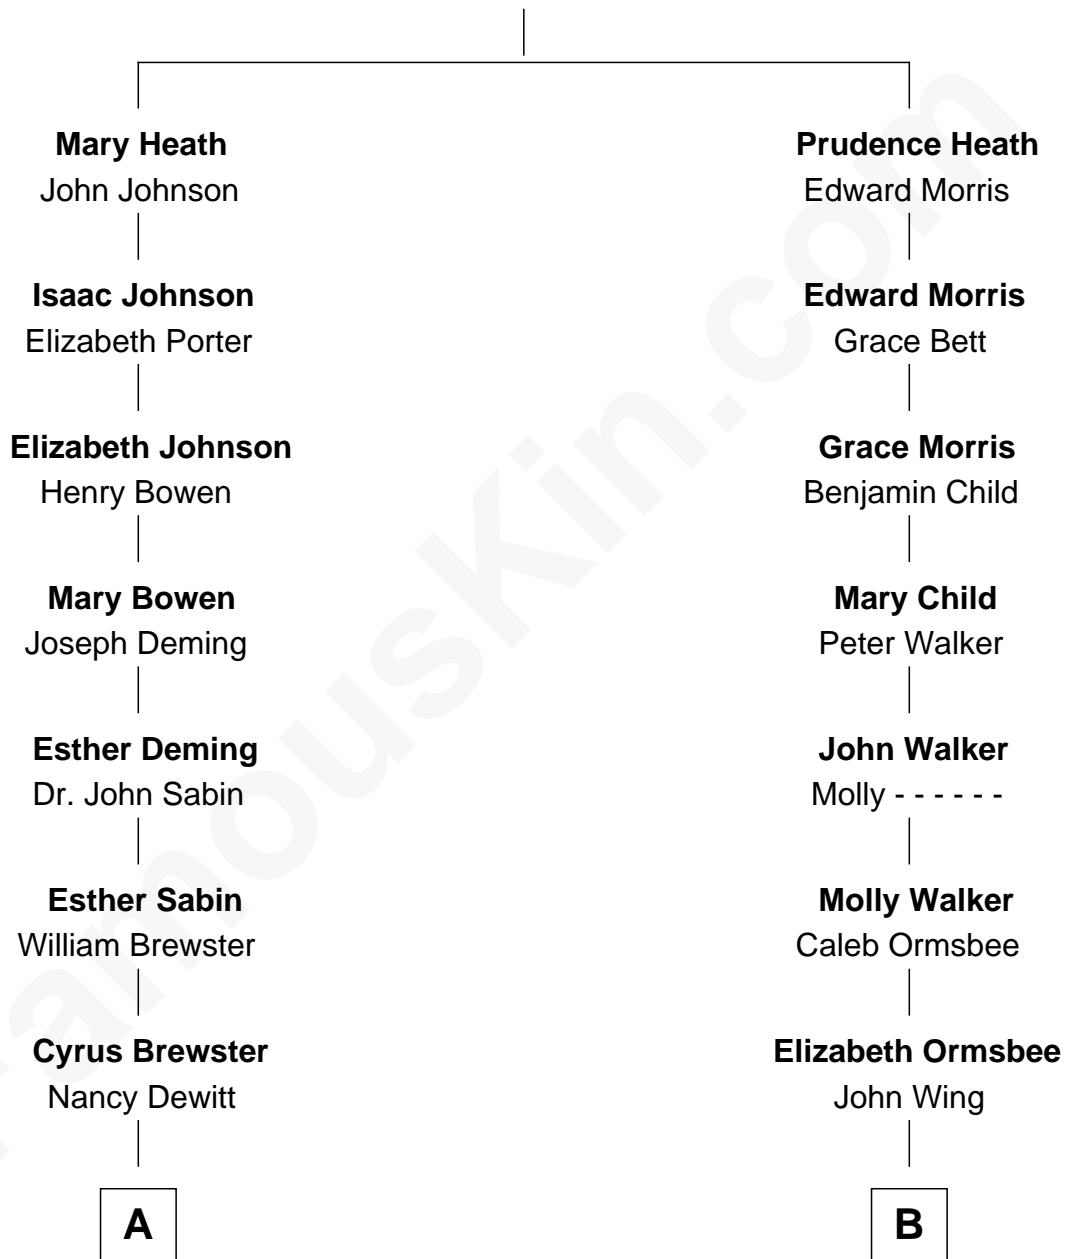 Mary Heath
John Johnson
Isaac Johnson
Elizabeth Porter
Elizabeth Johnson
Henry Bowen
Mary Bowen
Joseph Deming
Esther Deming
Dr. John Sabin
Esther Sabin
William Brewster
Cyrus Brewster
Nancy Dewitt
A
Prudence Heath
Edward Morris
Edward Morris
Grace Bett
Grace Morris
Benjamin Child
Mary Child
Peter Walker
John Walker
Molly - - - - - -
Molly Walker
Caleb Ormsbee
Elizabeth Ormsbee
John Wing
B
FamousKin.com